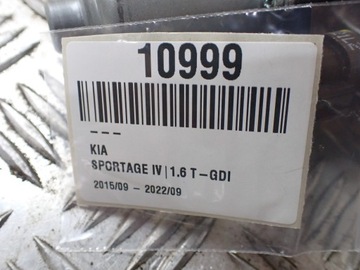 10999
---
KIA
SPORTAGE IV|1.6 T-GDI
2015/09 - 2022/09